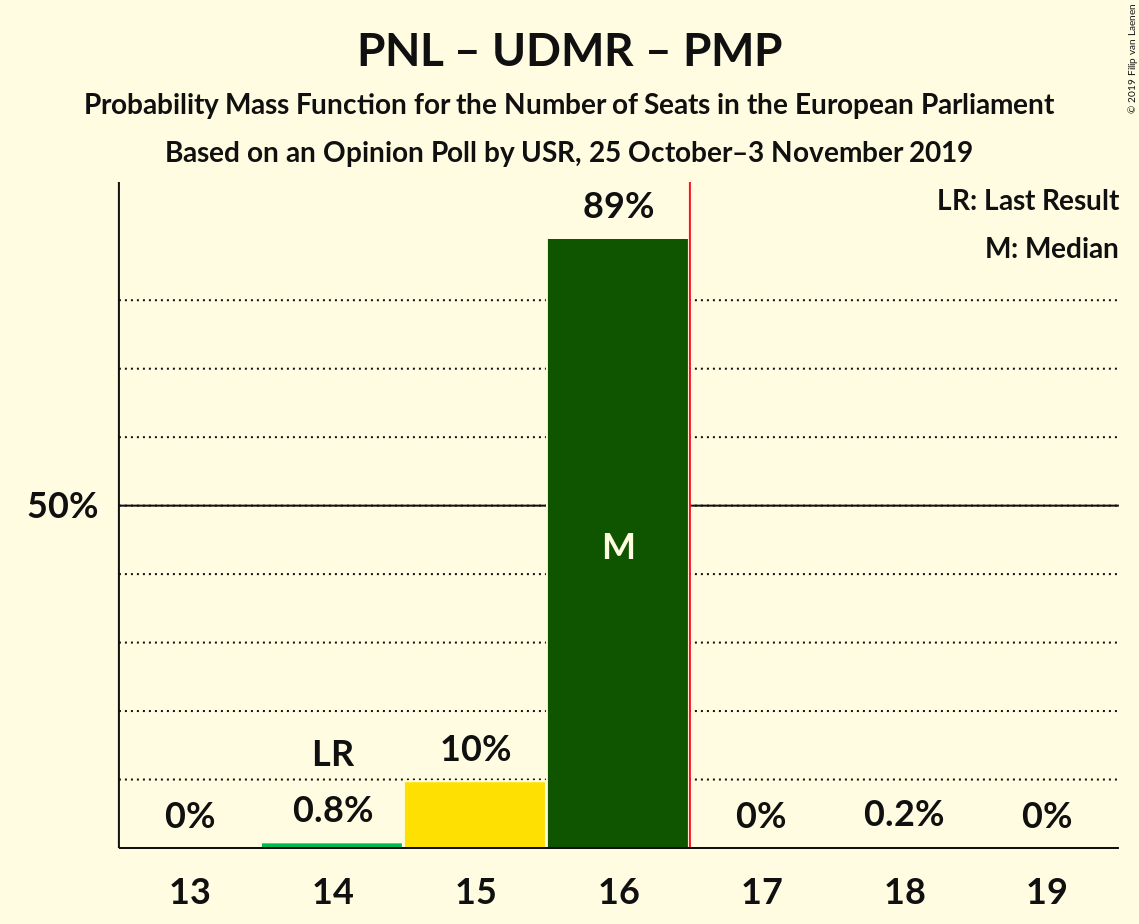 PNL – UDMR – PMP
Probability Mass Function for the Number of Seats in the European Parliament
Based on an Opinion Poll by USR, 25 October–3 November 2019
© 2019 Filip van Laenen
LR: Last Result
M: Median
89%
50%
M
LR
10%
0%
0.8%
0%
0.2%
0%
13
14
15
16
17
18
19